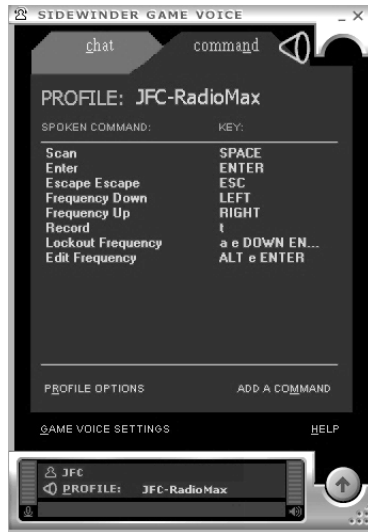 SIDEWINDER GAME VOICE
chat command
PROFILE: JFC-RadioMax
SPOKEN COMMAND: KEY:
Scan SPACE
Enter ENTER
Escape Escape ESC
Frequency Down LEFT
Frequency Up RIGHT
Record t
Lockout Frequency a e DOWN EN...
Edit Frequency ALT e ENTER
PROFILE OPTIONS ADD A COMMAND
GAME VOICE SETTINGS HELP
JFC
PROFILE: JFC-RadioMax